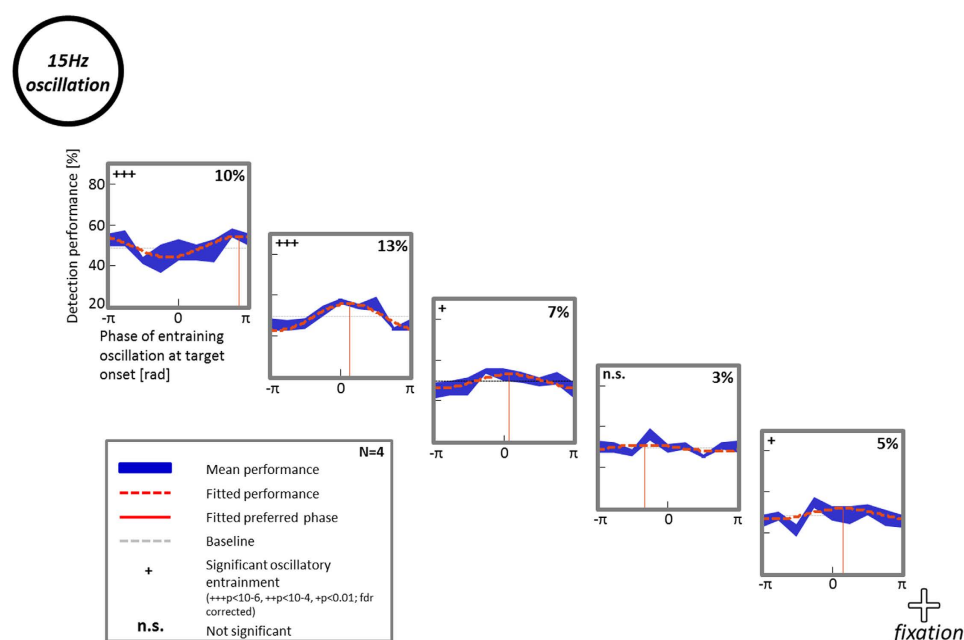 15Hz
oscillation
Detection performance [%]
+++
10%
80
60
40
20
-π
0
π
Phase of entraining
oscillation at target
onset [rad]
+++
13%
-π
0
π
+
7%
-π
0
π
n.s.
3%
-π
0
π
+
5%
-π
0
π
N=4
Mean performance
Fitted performance
Fitted preferred phase
Baseline
+
Significant oscillatory
entrainment
(+++p<10-6, ++p<10-4, +p<0.01; fdr
corrected)
n.s.
Not significant
fixation